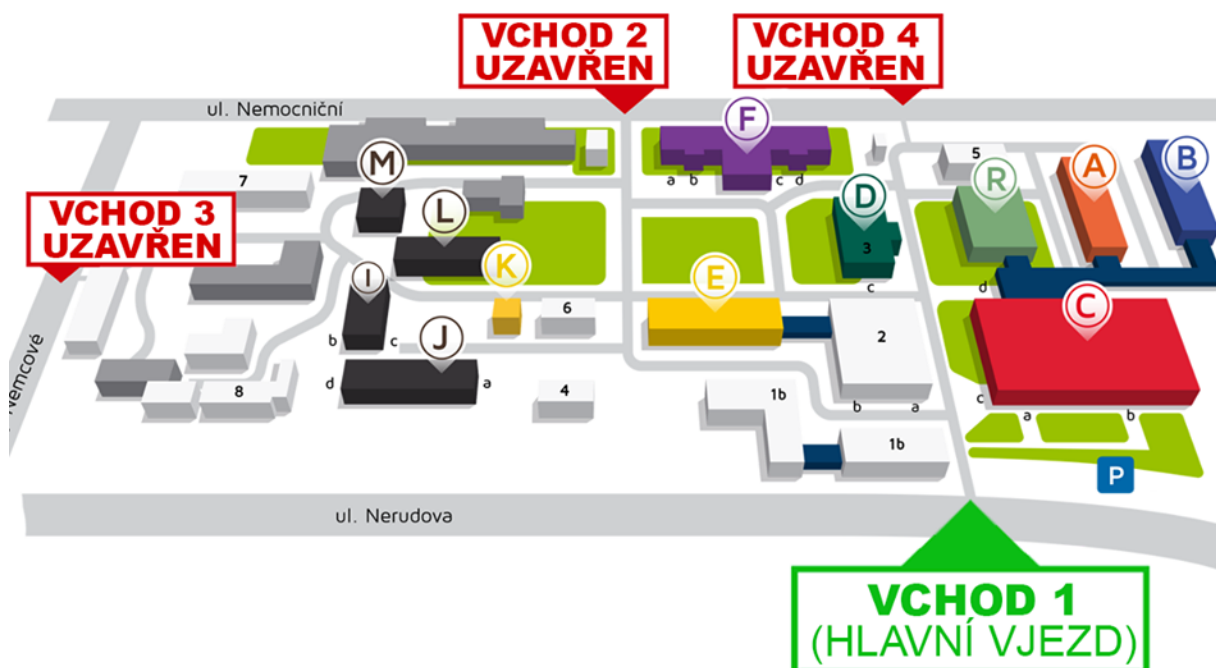 VCHOD 2
UZAVŘEN
VCHOD 4
UZAVŘEN
ul. Nemocniční
F
M
5
A
B
R
7
a
b
c
d
VCHOD 3
UZAVŘEN
L
D
3
K
I
E
c
d
C
6
2
J
b
c
Nemcové
d
a
8
4
1b
b
a
c
a
b
1b
P
ul. Nerudova
VCHOD 1
(HLAVNÍ VJEZD)